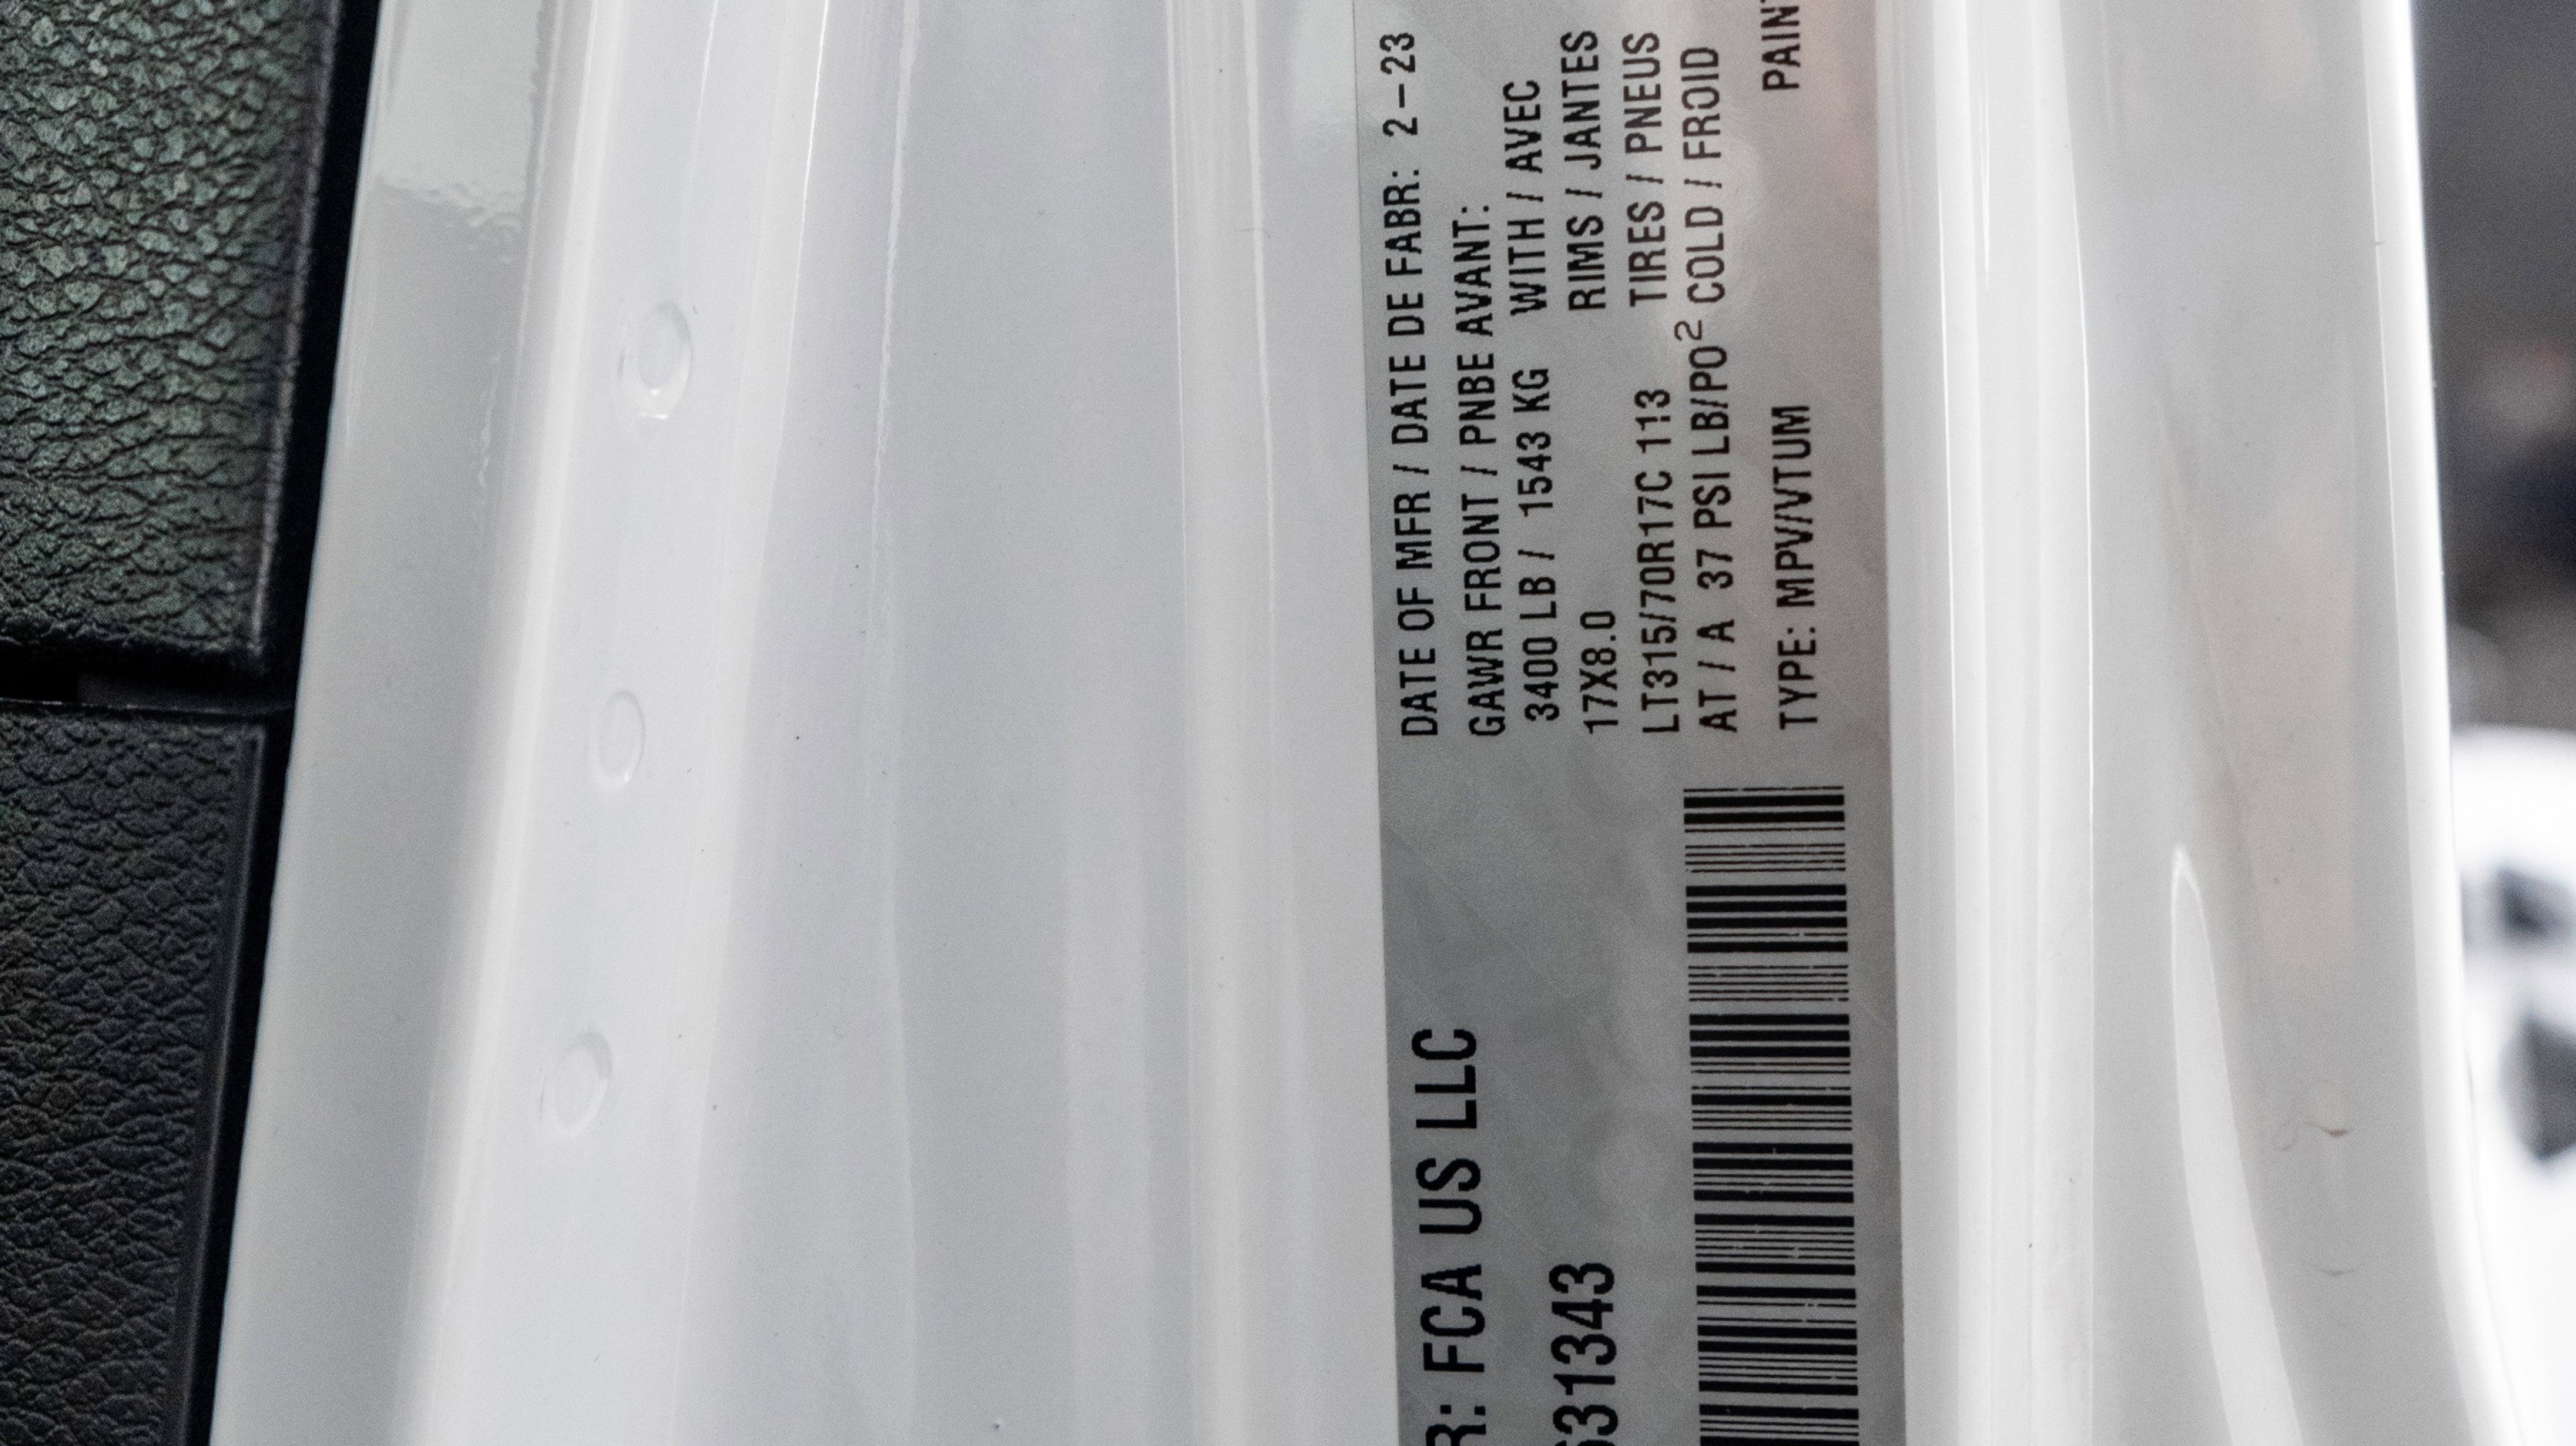 R: FCA US LLC
31343
DATE OF MFR / DATE DE FABR: 2-23
GAWR FRONT / PNBE AVANT:
3400 LB / 1543 KG WITH / AVEC
17X8.0 RIMS / JANTES
LT315/70R17C 113 TIRES / PNEUS
AT / A 37 PSI LB/PO² COLD / FROID
TYPE: MPV/VTUM PAIN